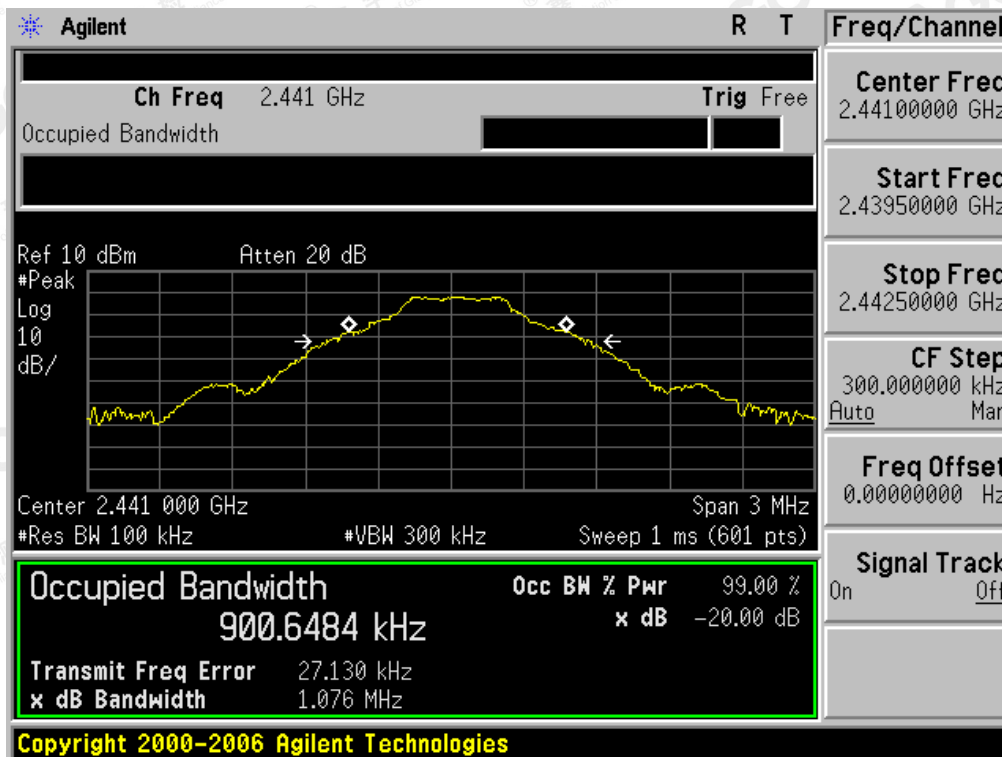 Agilent R T Freq/Channel
Ch Freq 2.441 GHz Trig Free
Occupied Bandwidth
Center Freq
2.44100000 GHz
Start Freq
2.43950000 GHz
Stop Freq
2.44250000 GHz
CF Step
300.000000 kHz
Auto Man
Freq Offset
0.00000000 Hz
Signal Track
On Off
Ref 10 dBm Atten 20 dB
#Peak
Log
10
dB/
Center 2.441 000 GHz Span 3 MHz
#Res BW 100 kHz #VBW 300 kHz Sweep 1 ms (601 pts)
Occupied Bandwidth Occ BW % Pwr 99.00 %
900.6484 kHz x dB -20.00 dB
Transmit Freq Error 27.130 kHz
x dB Bandwidth 1.076 MHz
Copyright 2000-2006 Agilent Technologies